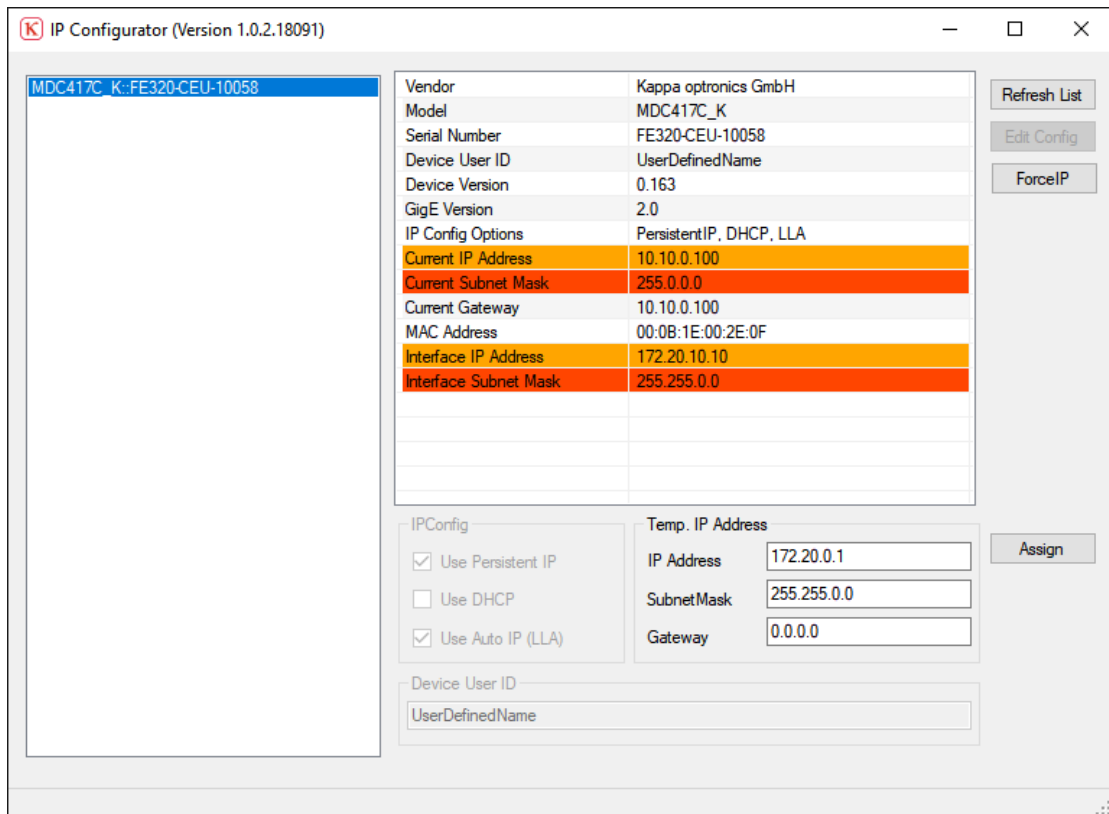 K IP Configurator (Version 1.0.2.18091)
MDC417C_K::FE320-CEU-10058
Vendor Kappa optronics GmbH
Model MDC417C_K
Serial Number FE320-CEU-10058
Device User ID UserDefinedName
Device Version 0.163
GigE Version 2.0
IP Config Options PersistentIP, DHCP, LLA
Current IP Address 10.10.0.100
Current Subnet Mask 255.0.0.0
Current Gateway 10.10.0.100
MAC Address 00:0B:1E:00:2E:0F
Interface IP Address 172.20.10.10
Interface Subnet Mask 255.255.0.0
Refresh List
Edit Config
ForceIP
IPConfig
Use Persistent IP
Use DHCP
Use Auto IP (LLA)
Temp. IP Address
IP Address 172.20.0.1
SubnetMask 255.255.0.0
Gateway 0.0.0.0
Assign
Device User ID
UserDefinedName